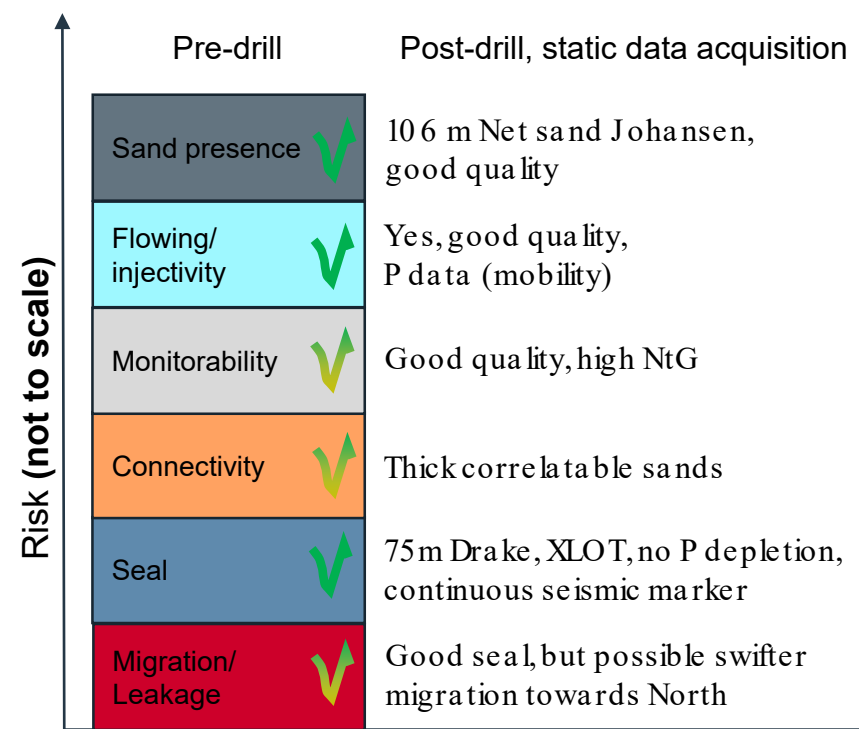 Pre-drill
Post-drill, static data acquisition
Risk (not to scale)
Sand presence
106 m Net sand Johansen,
good quality
Flowing/
injectivity
Yes, good quality,
P data (mobility)
Monitorability
Good quality, high NtG
Connectivity
Thick correlatable sands
Seal
75m Drake, XLOT, no P depletion,
continuous seismic marker
Migration/
Leakage
Good seal, but possible swifter
migration towards North